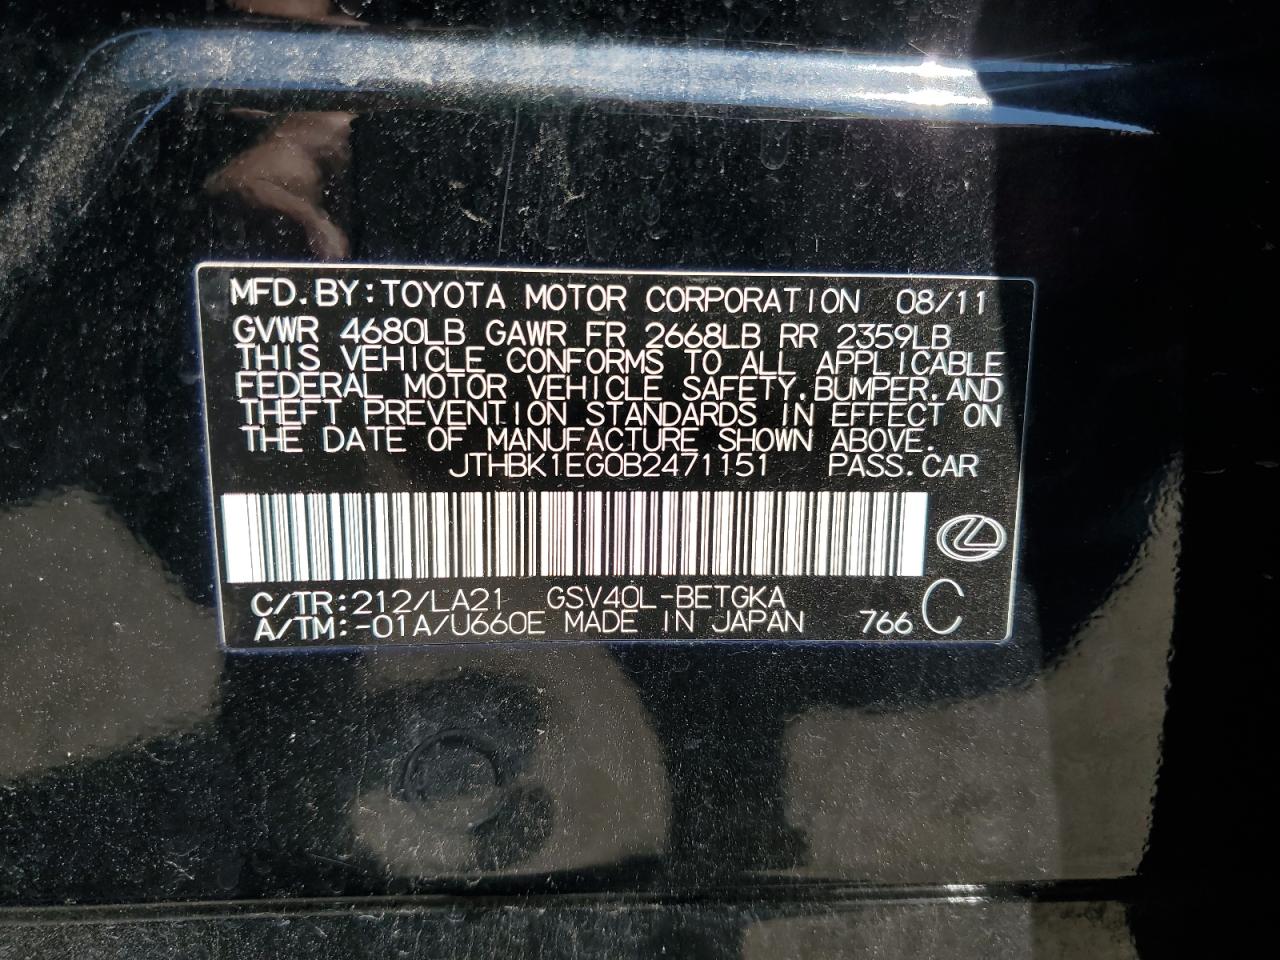 MFD.BY:TOYOTA MOTOR CORPORATION 08/11
GVWR 4680LB GAWR FR 2668LB RR 2359LB
THIS VEHICLE CONFORMS TO ALL APPLICABLE
FEDERAL MOTOR VEHICLE SAFETY,BUMPER,AND
THEFT PREVENTION STANDARDS IN EFFECT ON
THE DATE OF MANUFACTURE SHOWN ABOVE.
JTHBK1EG0B2471151 PASS.CAR
C/TR:212/LA21 GSV40L-BETGKA
A/TM:-01A/U660E MADE IN JAPAN 766 C